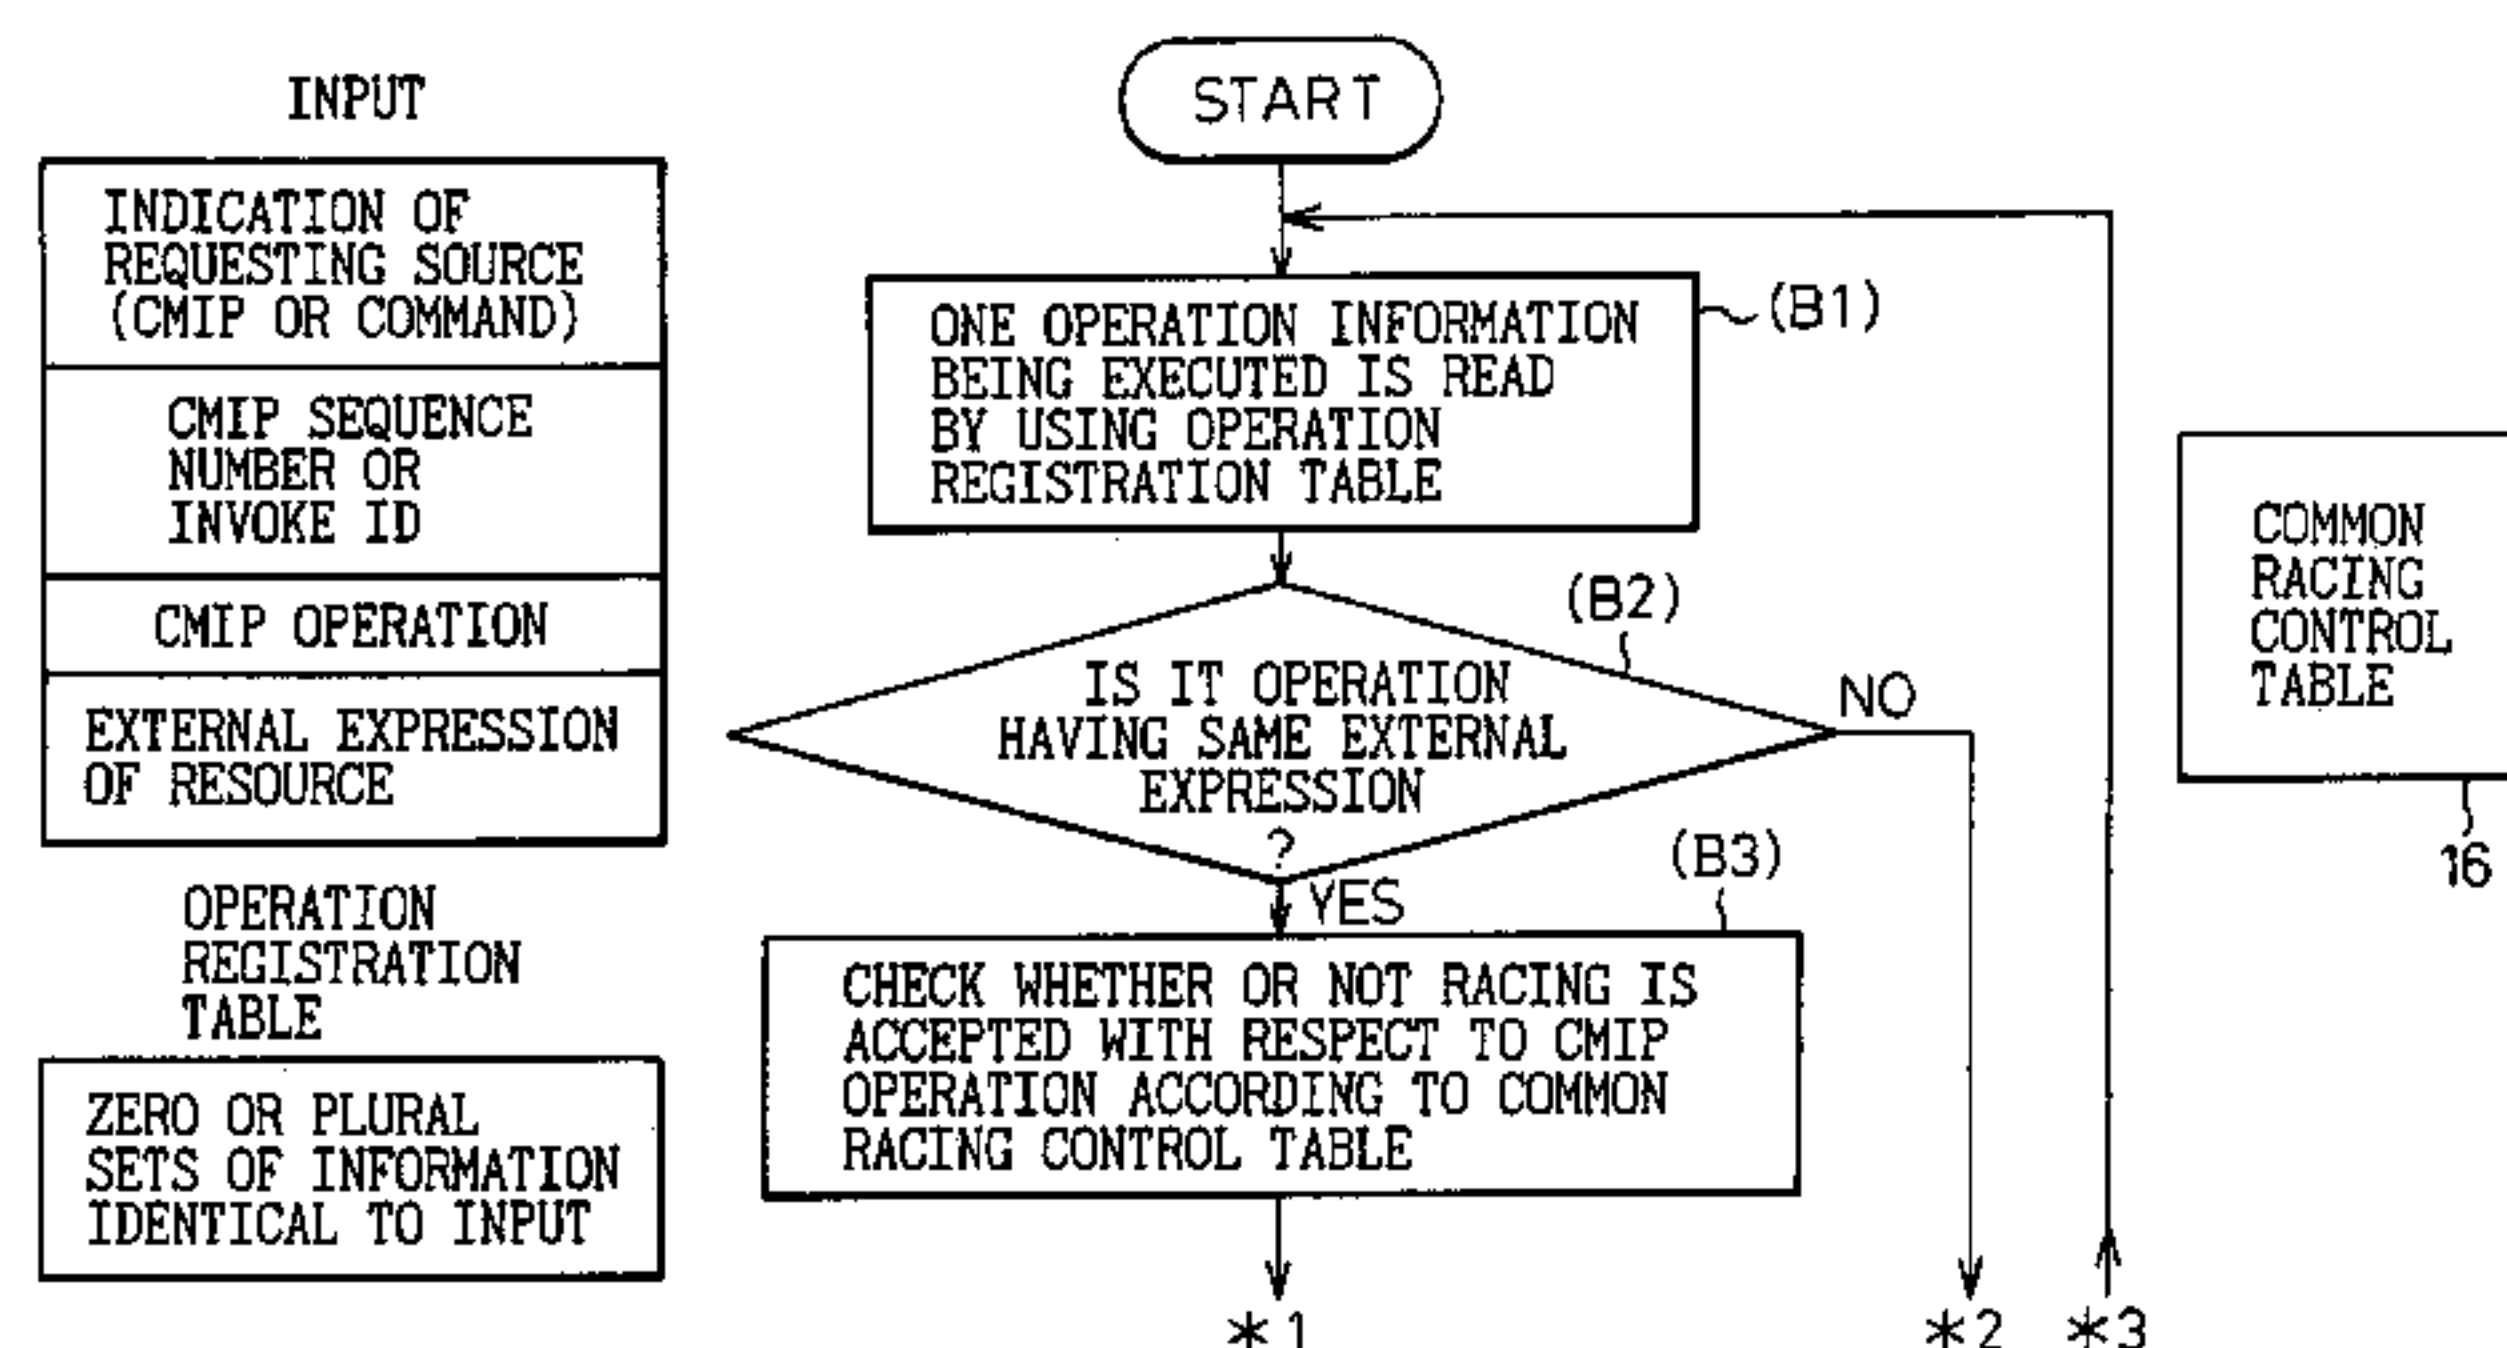 INPUT
INDICATION OF
REQUESTING SOURCE
(CMIP OR COMMAND)
CMIP SEQUENCE
NUMBER OR
INVOKE ID
CMIP OPERATION
EXTERNAL EXPRESSION
OF RESOURCE
OPERATION
REGISTRATION
TABLE
ZERO OR PLURAL
SETS OF INFORMATION
IDENTICAL TO INPUT
START
ONE OPERATION INFORMATION
BEING EXECUTED IS READ
BY USING OPERATION
REGISTRATION TABLE
(B1)
IS IT OPERATION
HAVING SAME EXTERNAL
EXPRESSION
?
(B2)
NO
YES
(B3)
CHECK WHETHER OR NOT RACING IS
ACCEPTED WITH RESPECT TO CMIP
OPERATION ACCORDING TO COMMON
RACING CONTROL TABLE
*1
*2
*3
COMMON
RACING
CONTROL
TABLE
16